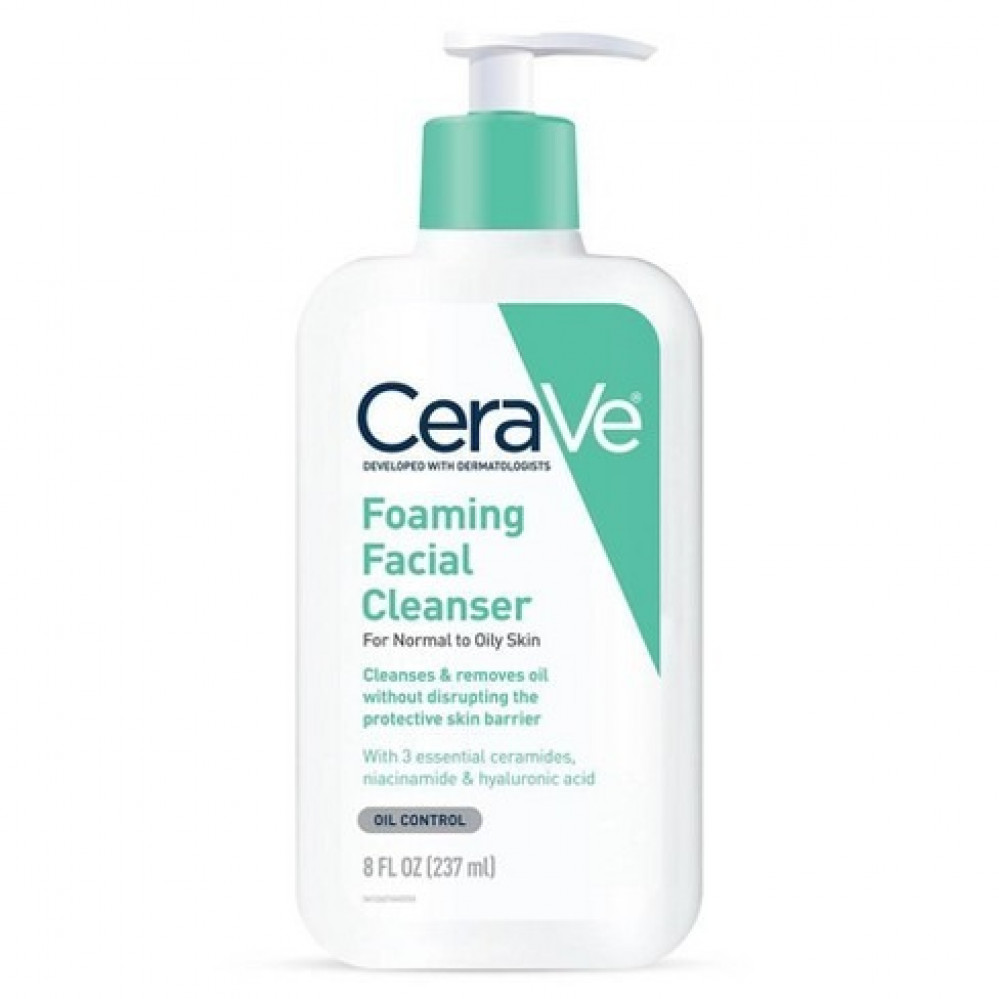 CeraVe®
DEVELOPED WITH DERMATOLOGISTS
Foaming
Facial
Cleanser
For Normal to Oily Skin
Cleanses & removes oil
without disrupting the
protective skin barrier
With 3 essential ceramides,
niacinamide & hyaluronic acid
OIL CONTROL
8 FL OZ (237 ml)